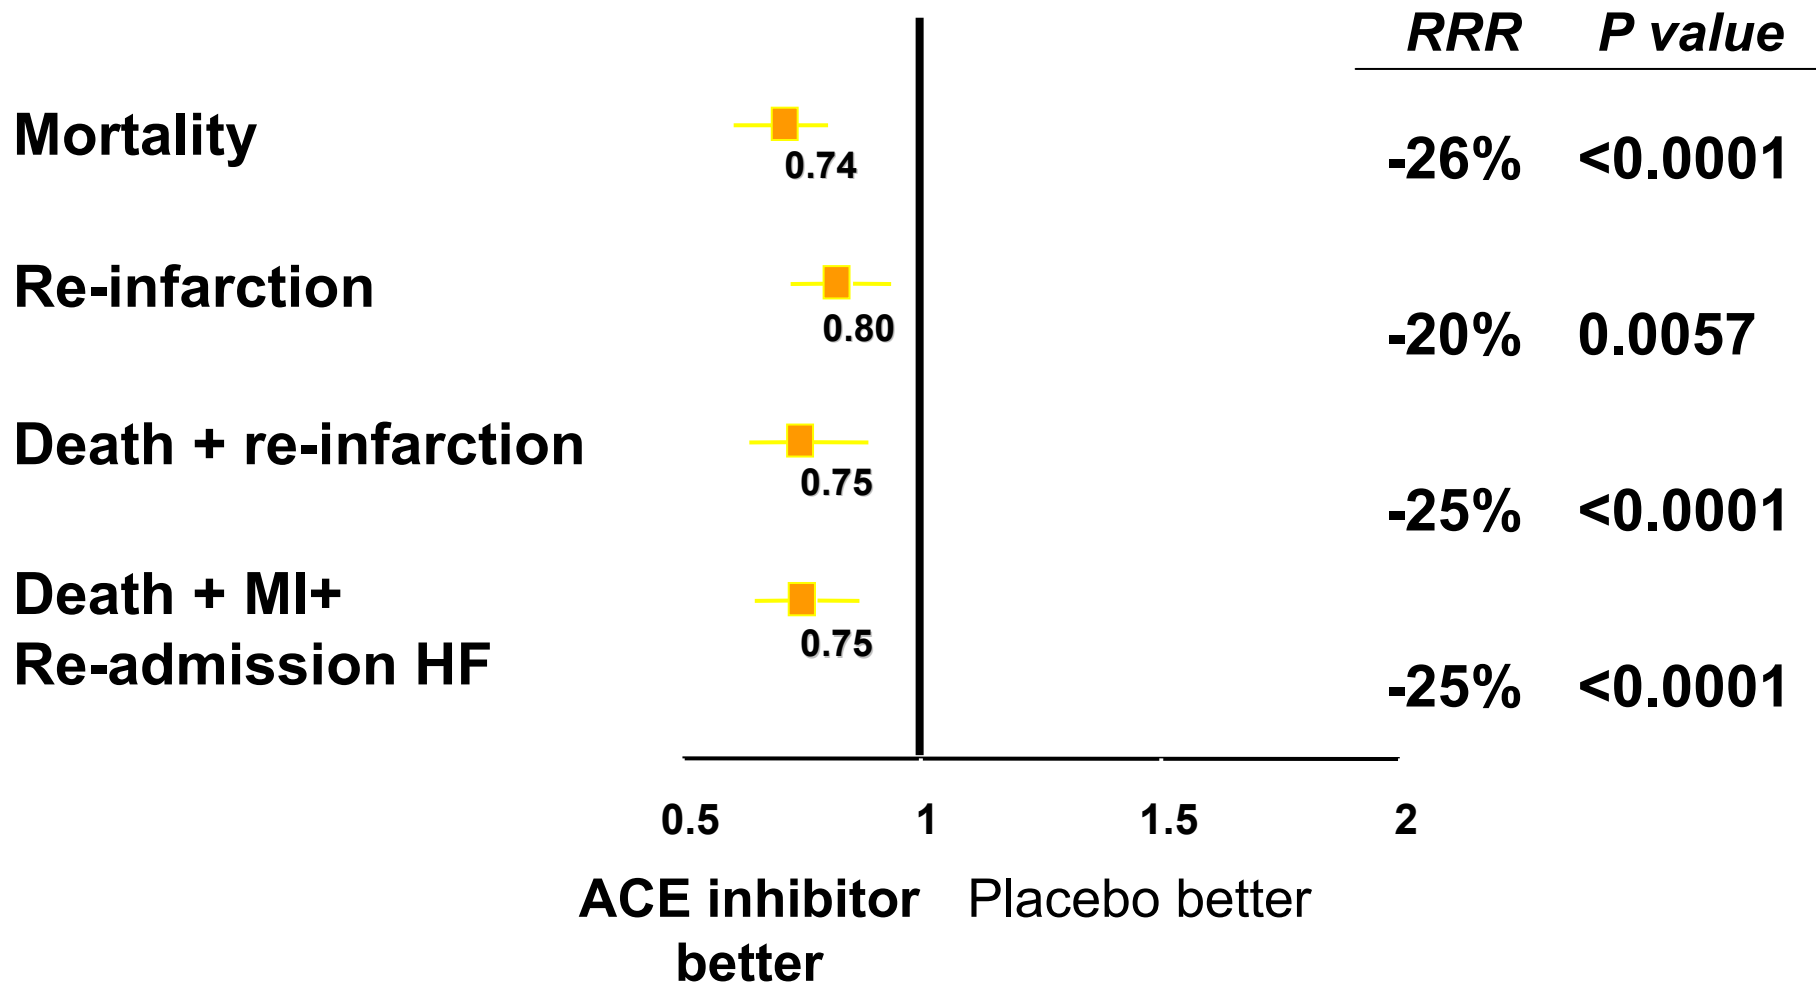 RRR P value
Mortality
0.74
-26% <0.0001
Re-infarction
0.80
-20% 0.0057
Death + re-infarction
0.75
-25% <0.0001
Death + MI+
Re-admission HF
0.75
-25% <0.0001
0.5 1 1.5 2
ACE inhibitor
better
Placebo better